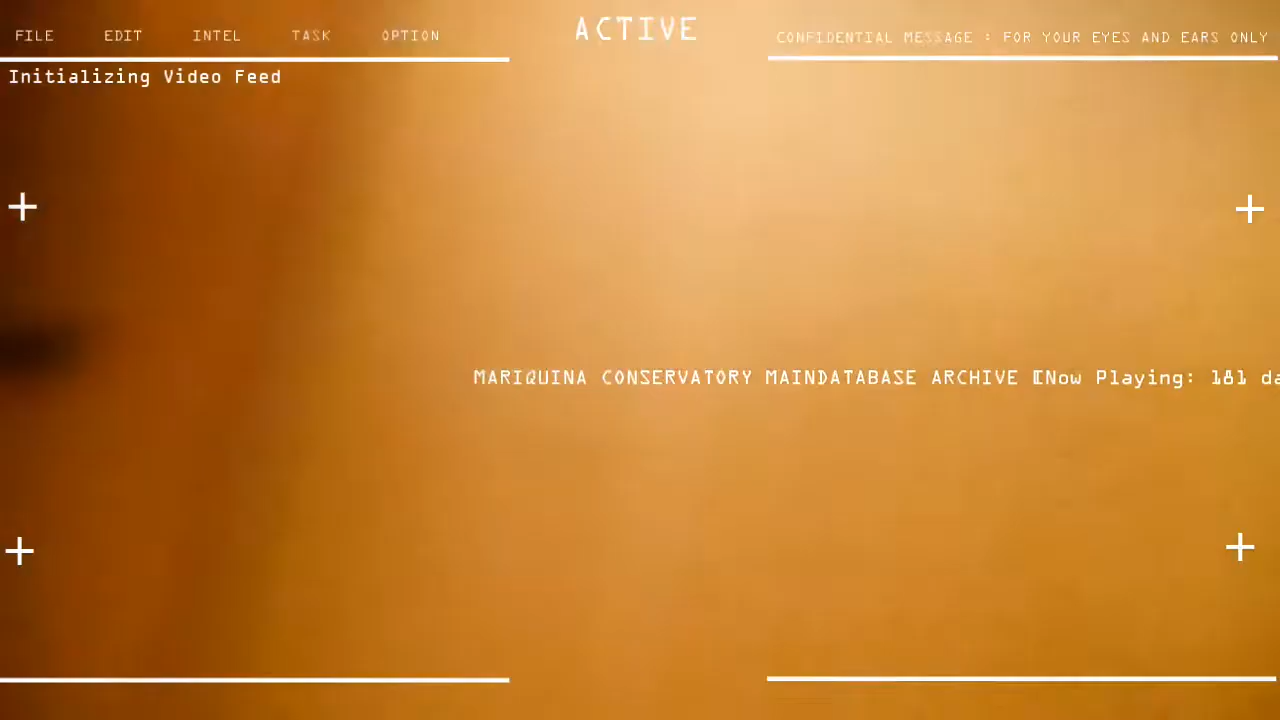 FILE EDIT INTEL TASK OPTION
ACTIVE
CONFIDENTIAL MESSAGE : FOR YOUR EYES AND EARS ONLY
Initializing Video Feed
MARIQUINA CONSERVATORY MAINDATABASE ARCHIVE [Now Playing: 181